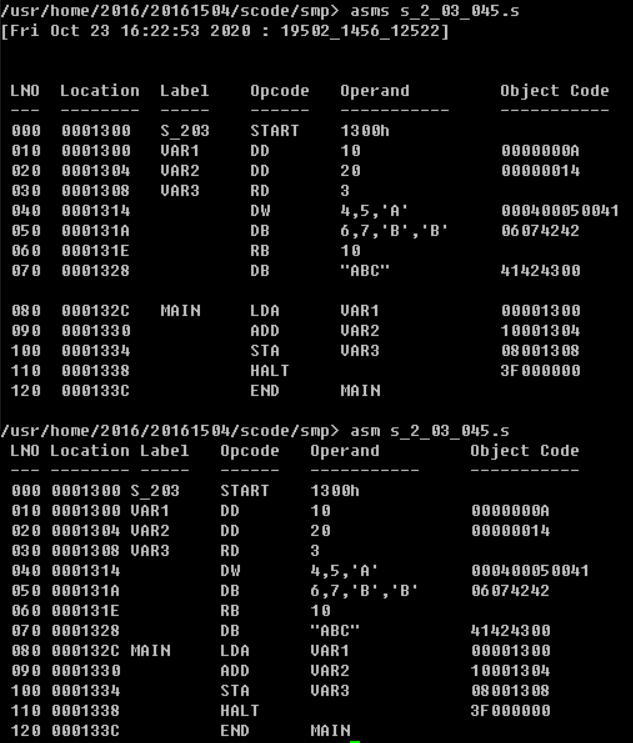 /usr/home/2016/20161504/scode/smp> asms s_2_03_045.s
[Fri Oct 23 16:22:53 2020 : 19502_1456_12522]
LNO Location Label Opcode Operand Object Code
--- -------- ----- ------ ----------- -----------
000 0001300 S_203 START 1300h
010 0001300 VAR1 DD 10 0000000A
020 0001304 VAR2 DD 20 00000014
030 0001308 VAR3 RD 3
040 0001314 DW 4,5,'A' 000400050041
050 000131A DB 6,7,'B','B' 06074242
060 000131E RB 10
070 0001328 DB "ABC" 41424300
080 000132C MAIN LDA VAR1 00001300
090 0001330 ADD VAR2 10001304
100 0001334 STA VAR3 08001308
110 0001338 HALT 3F000000
120 000133C END MAIN
/usr/home/2016/20161504/scode/smp> asm s_2_03_045.s
LNO Location Label Opcode Operand Object Code
--- -------- ----- ------ ----------- -----------
000 0001300 S_203 START 1300h
010 0001300 VAR1 DD 10 0000000A
020 0001304 VAR2 DD 20 00000014
030 0001308 VAR3 RD 3
040 0001314 DW 4,5,'A' 000400050041
050 000131A DB 6,7,'B','B' 06074242
060 000131E RB 10
070 0001328 DB "ABC" 41424300
080 000132C MAIN LDA VAR1 00001300
090 0001330 ADD VAR2 10001304
100 0001334 STA VAR3 08001308
110 0001338 HALT 3F000000
120 000133C END MAIN